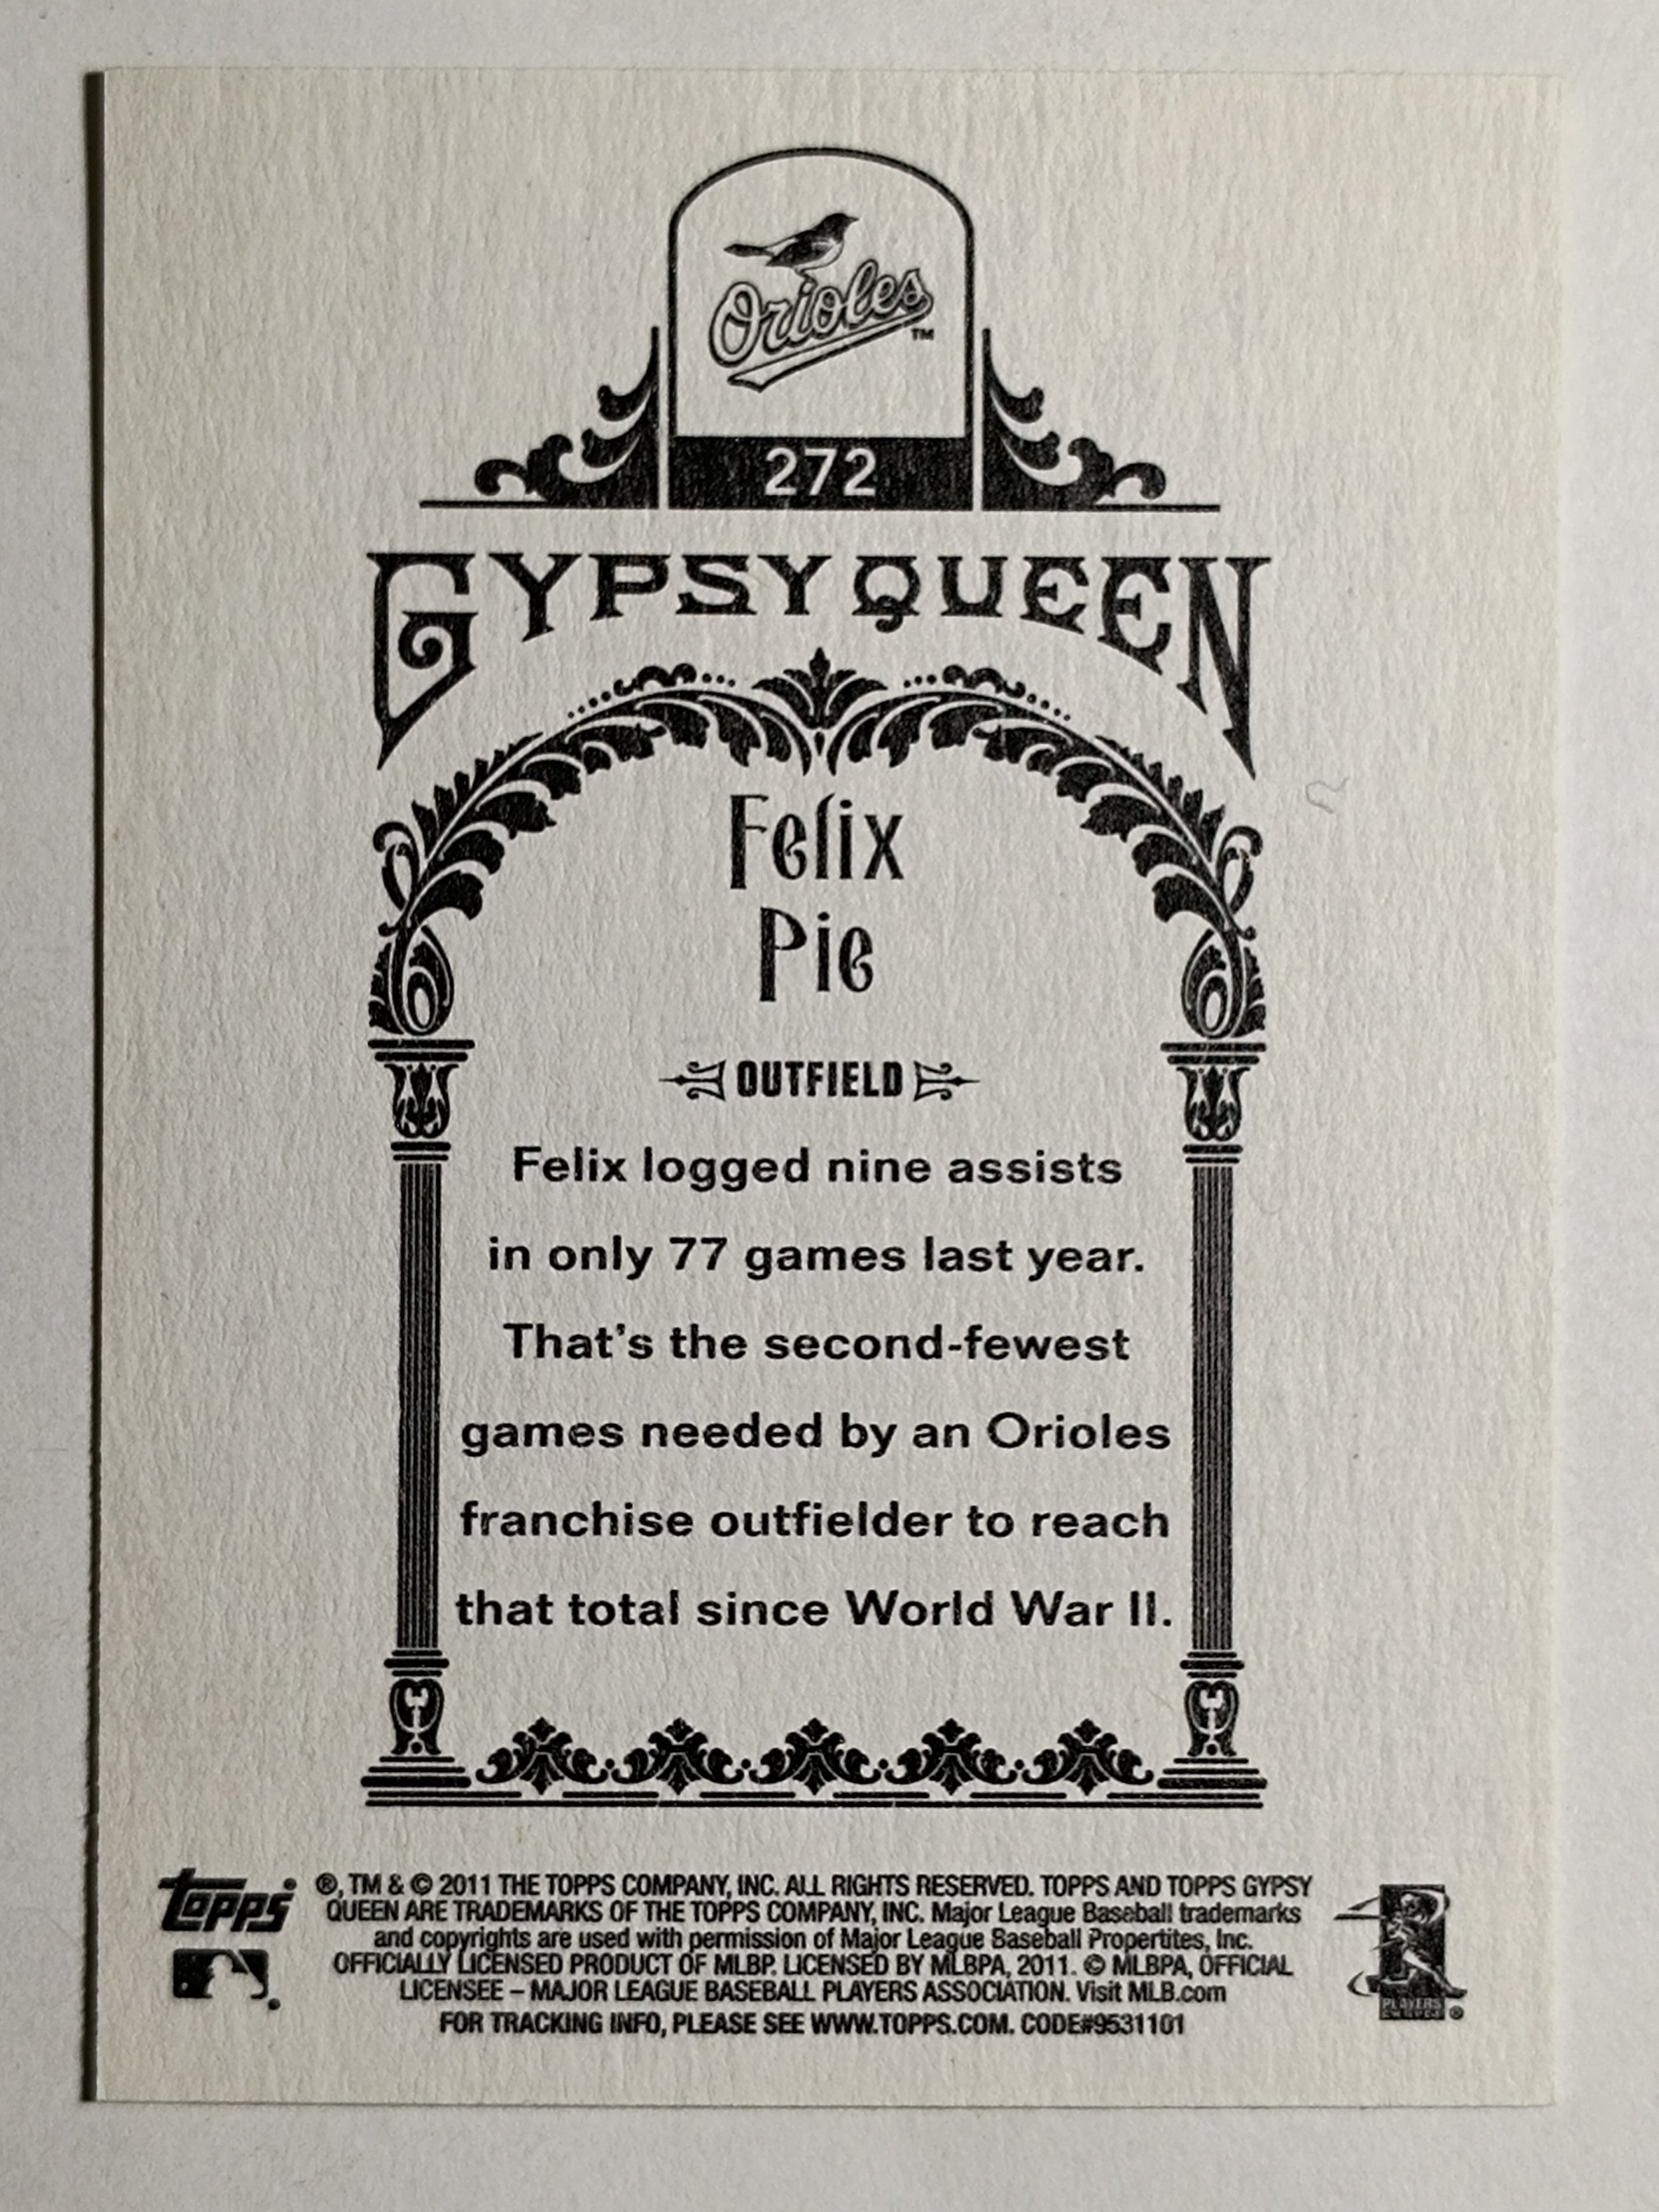 Orioles™
272
GYPSY QUEEN
Felix
Pie
OUTFIELD
Felix logged nine assists
in only 77 games last year.
That's the second-fewest
games needed by an Orioles
franchise outfielder to reach
that total since World War II.
topps®
®, TM & © 2011 THE TOPPS COMPANY, INC. ALL RIGHTS RESERVED. TOPPS AND TOPPS GYPSY
QUEEN ARE TRADEMARKS OF THE TOPPS COMPANY, INC. Major League Baseball trademarks
and copyrights are used with permission of Major League Baseball Propertites, Inc.
OFFICIALLY LICENSED PRODUCT OF MLBP. LICENSED BY MLBPA, 2011. © MLBPA, OFFICIAL
LICENSEE – MAJOR LEAGUE BASEBALL PLAYERS ASSOCIATION. Visit MLB.com
FOR TRACKING INFO, PLEASE SEE WWW.TOPPS.COM. CODE#9531101
PLAYERS
CHOICE®